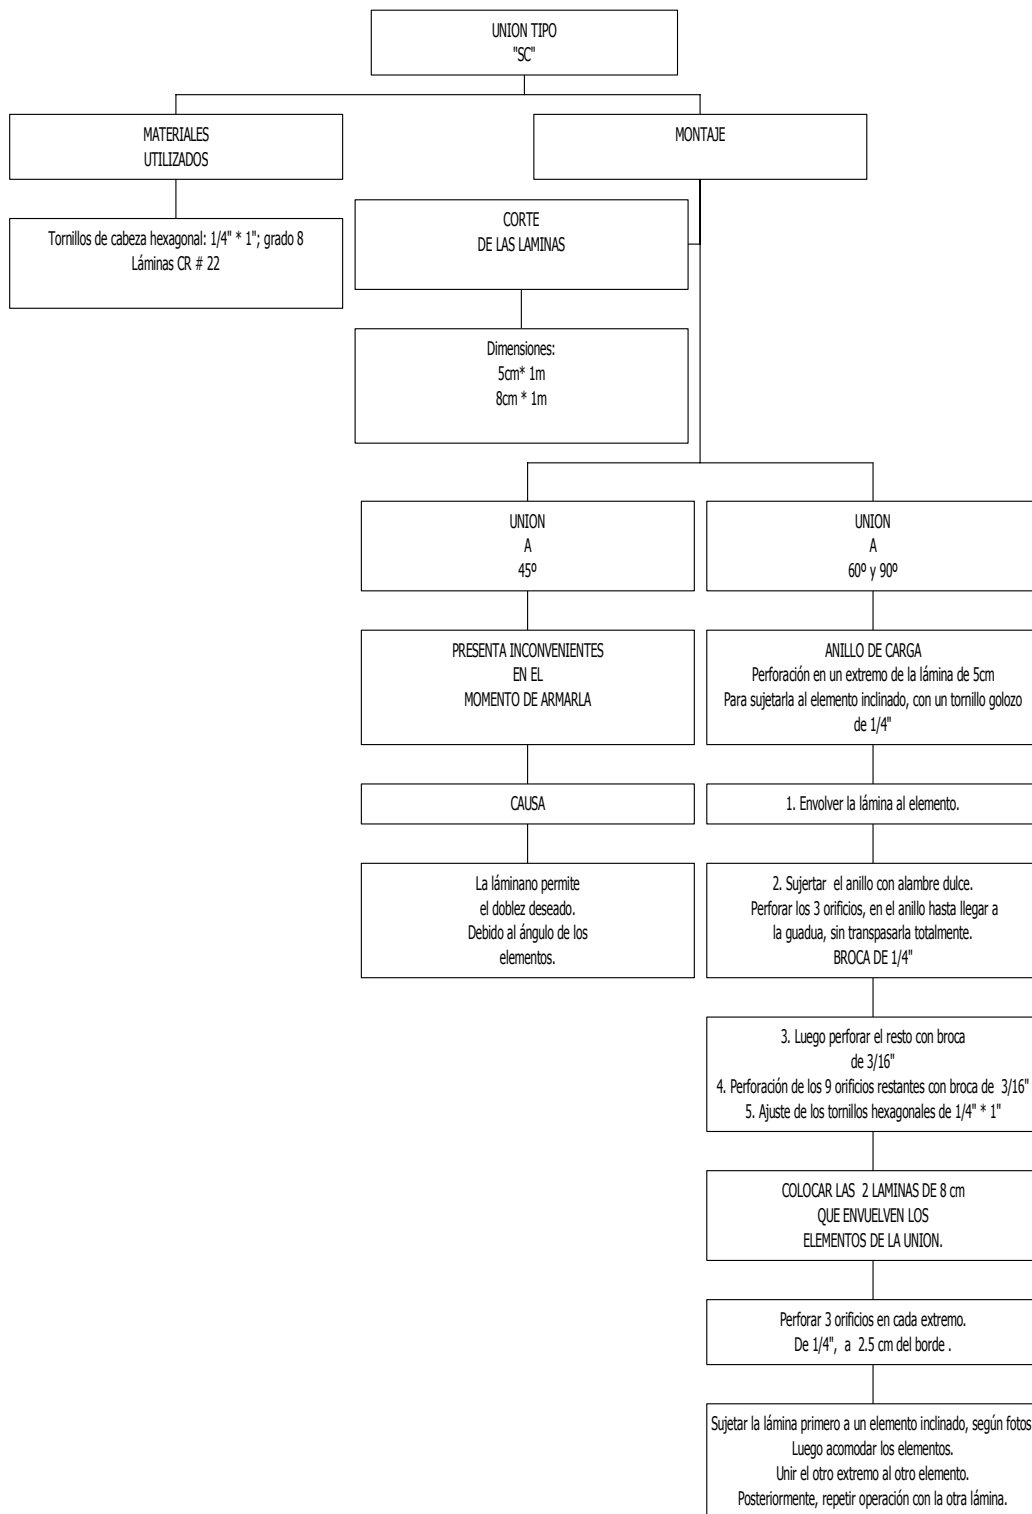 UNION TIPO
"SC"
MATERIALES
UTILIZADOS
MONTAJE
Tornillos de cabeza hexagonal: 1/4" * 1"; grado 8
Láminas CR # 22
CORTE
DE LAS LAMINAS
Dimensiones:
5cm* 1m
8cm * 1m
UNION
A
45º
UNION
A
60º y 90º
PRESENTA INCONVENIENTES
EN EL
MOMENTO DE ARMARLA
ANILLO DE CARGA
Perforación en un extremo de la lámina de 5cm
Para sujetarla al elemento inclinado, con un tornillo golozo
de 1/4"
CAUSA
1. Envolver la lámina al elemento.
La láminano permite
el doblez deseado.
Debido al ángulo de los
elementos.
2. Sujertar el anillo con alambre dulce.
Perforar los 3 orificios, en el anillo hasta llegar a
la guadua, sin transpasarla totalmente.
BROCA DE 1/4"
3. Luego perforar el resto con broca
de 3/16"
4. Perforación de los 9 orificios restantes con broca de 3/16"
5. Ajuste de los tornillos hexagonales de 1/4" * 1"
COLOCAR LAS 2 LAMINAS DE 8 cm
QUE ENVUELVEN LOS
ELEMENTOS DE LA UNION.
Perforar 3 orificios en cada extremo.
De 1/4", a 2.5 cm del borde .
Sujetar la lámina primero a un elemento inclinado, según fotos
Luego acomodar los elementos.
Unir el otro extremo al otro elemento.
Posteriormente, repetir operación con la otra lámina.